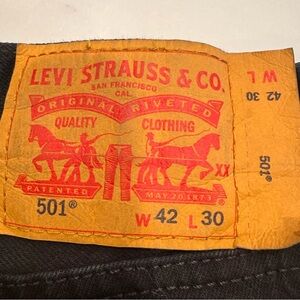 LEVI STRAUSS & CO.
SAN FRANCISCO
CAL.
ORIGINAL RIVETED
QUALITY CLOTHING
XX
PATENTED MAY 20 1873
501® W 42 L 30
W L
42 30
501®